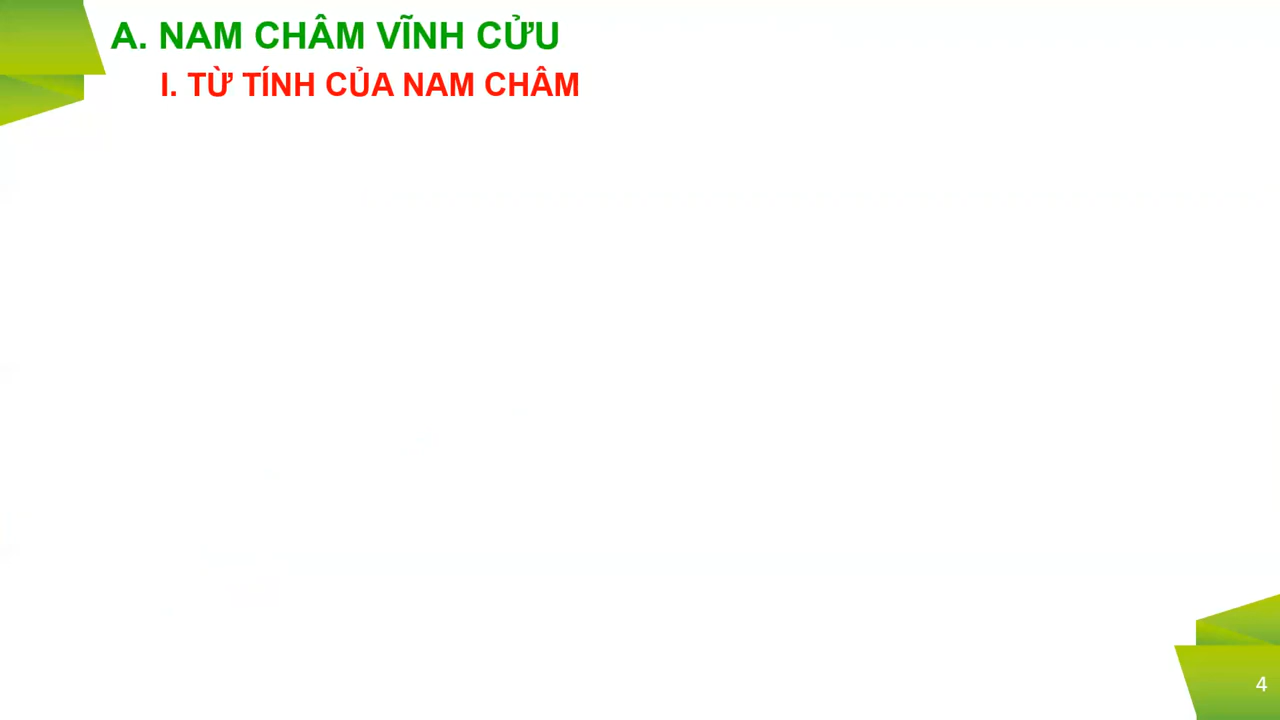 A. NAM CHÂM VĨNH CỬU
I. TỪ TÍNH CỦA NAM CHÂM
4